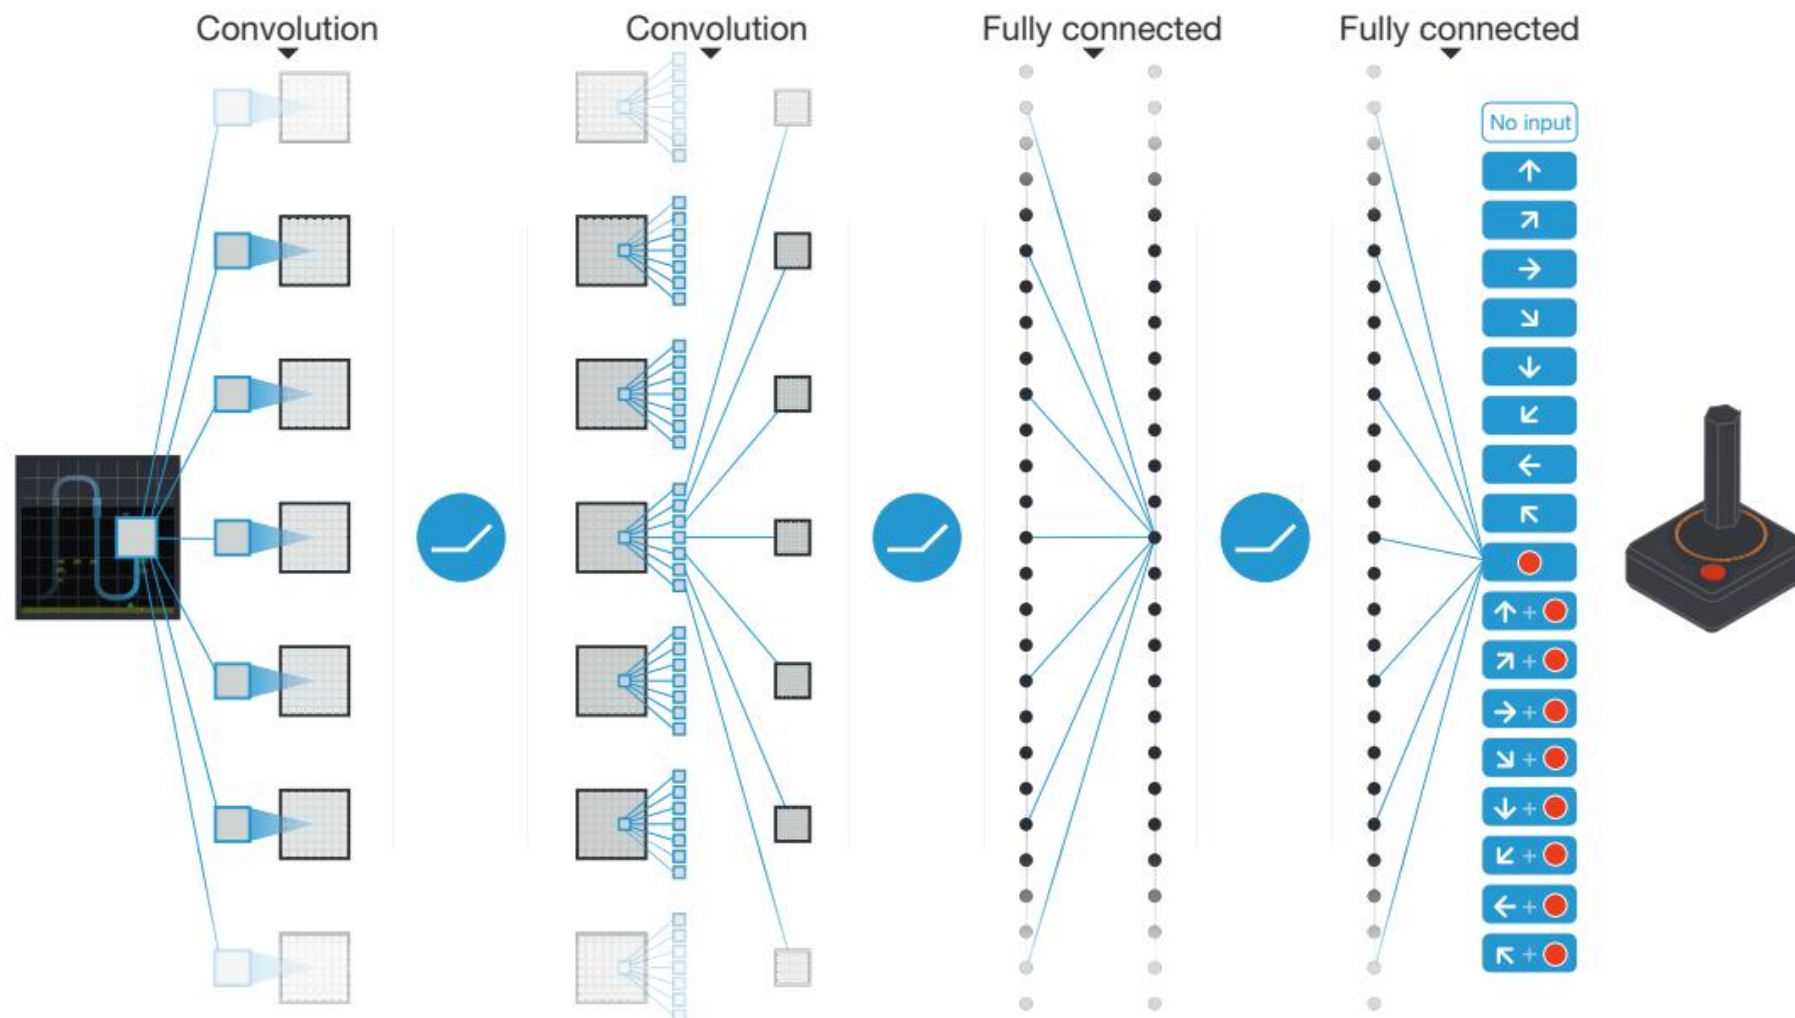 Convolution
Convolution
Fully connected
Fully connected
No input
+
+
+
+
+
+
+
+